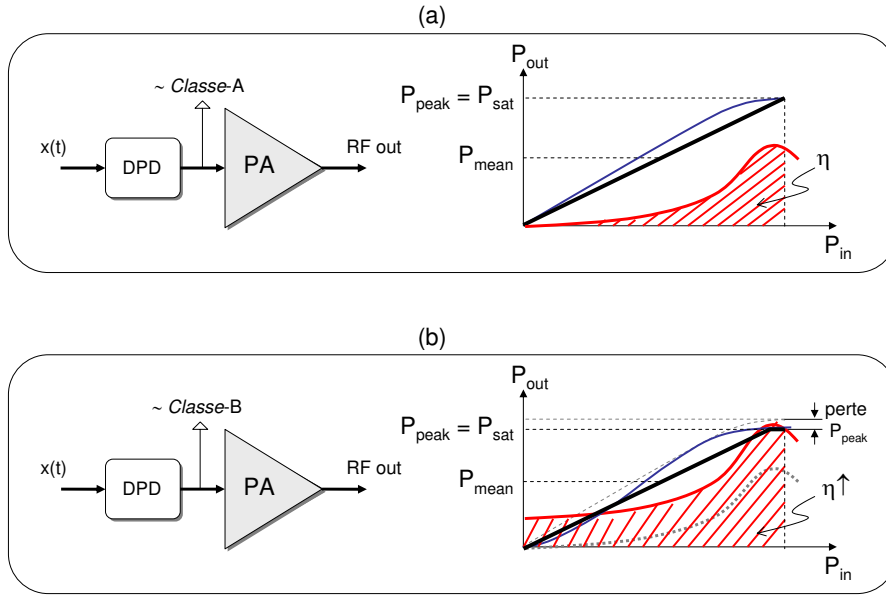 (a)
~ Classe-A
x(t)
DPD
PA
RF out
Pout
Ppeak = Psat
Pmean
η
Pin
(b)
~ Classe-B
x(t)
DPD
PA
RF out
Pout
perte
Ppeak
Ppeak = Psat
Pmean
η↑
Pin